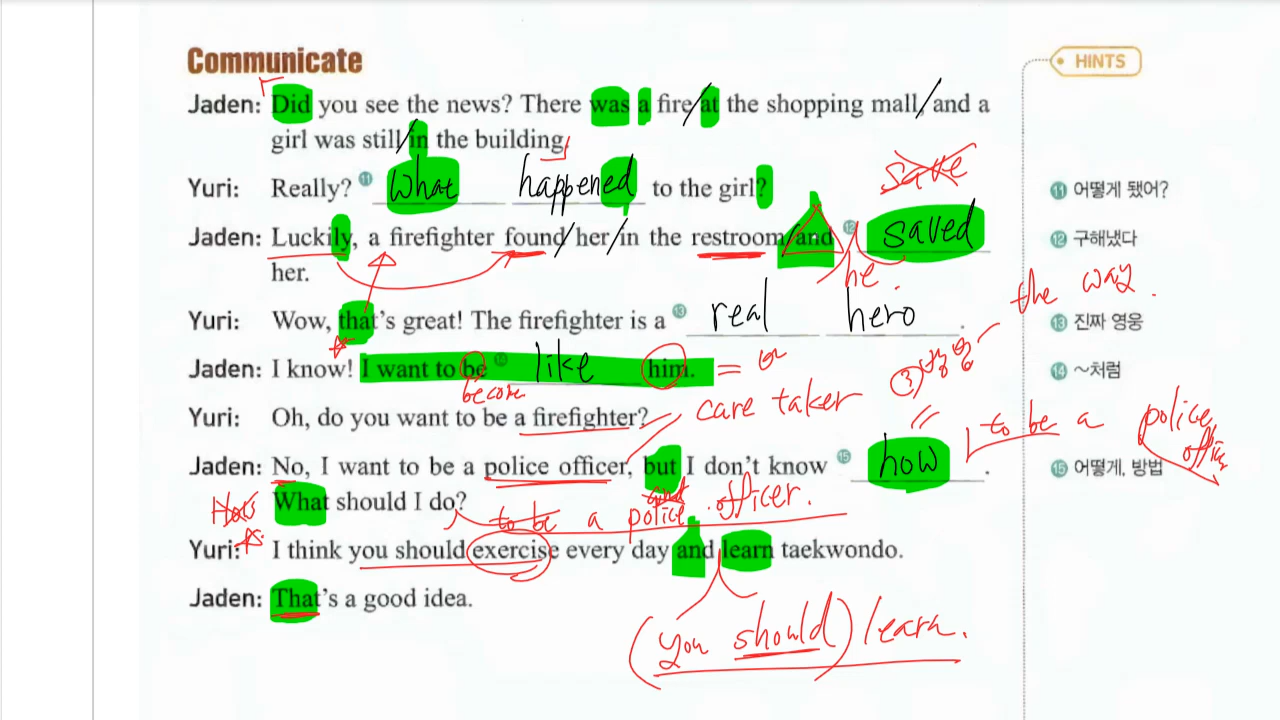 Communicate
HINTS
Jaden: Did you see the news? There was a fire/at the shopping mall,/and a
girl was still/in the building.
save
Yuri: Really? ⑪ What happened to the girl?
⑪ 어떻게 됐어?
Jaden: Luckily, a firefighter found/her/in the restroom/and ⑫ saved
⑫ 구해냈다
her.
he
the way.
Yuri: Wow, that's great! The firefighter is a ⑬ real hero.
⑬ 진짜 영웅
Jaden: I know! I want to be ⑭ like him. =
⑭ ~처럼
become
care taker
③ 방법
Yuri: Oh, do you want to be a firefighter?
to be a police officer
Jaden: No, I want to be a police officer, but I don't know ⑮ how.
⑮ 어떻게, 방법
How
What should I do?
to be a police officer.
Yuri: I think you should exercise every day and learn taekwondo.
Jaden: That's a good idea.
(you should) learn.